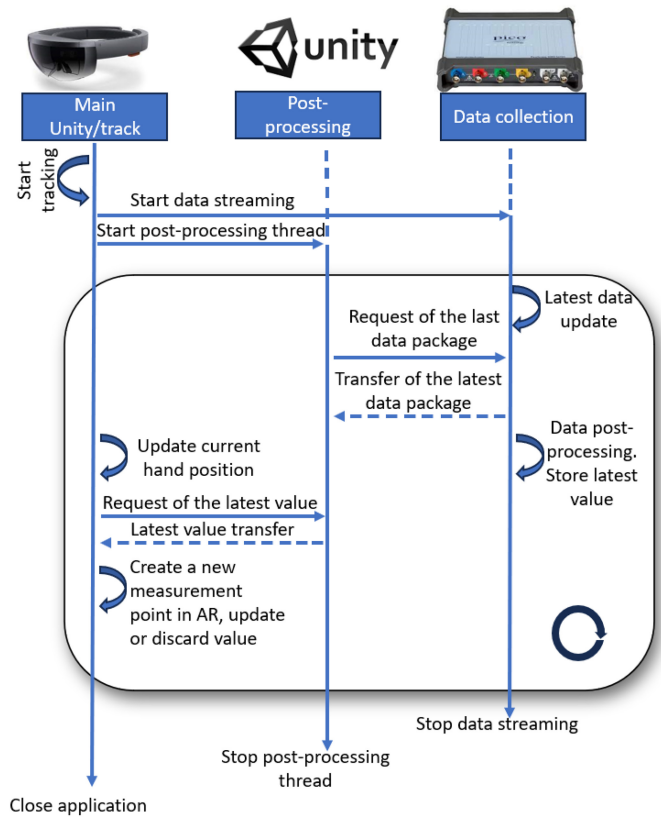 unity
pico
Main
Unity/track
Post-
processing
Data collection
Start
tracking
Start data streaming
Start post-processing thread
Latest data
update
Request of the last
data package
Transfer of the latest
data package
Data post-
processing.
Store latest
value
Update current
hand position
Request of the latest value
Latest value transfer
Create a new
measurement
point in AR, update
or discard value
Stop data streaming
Stop post-processing
thread
Close application